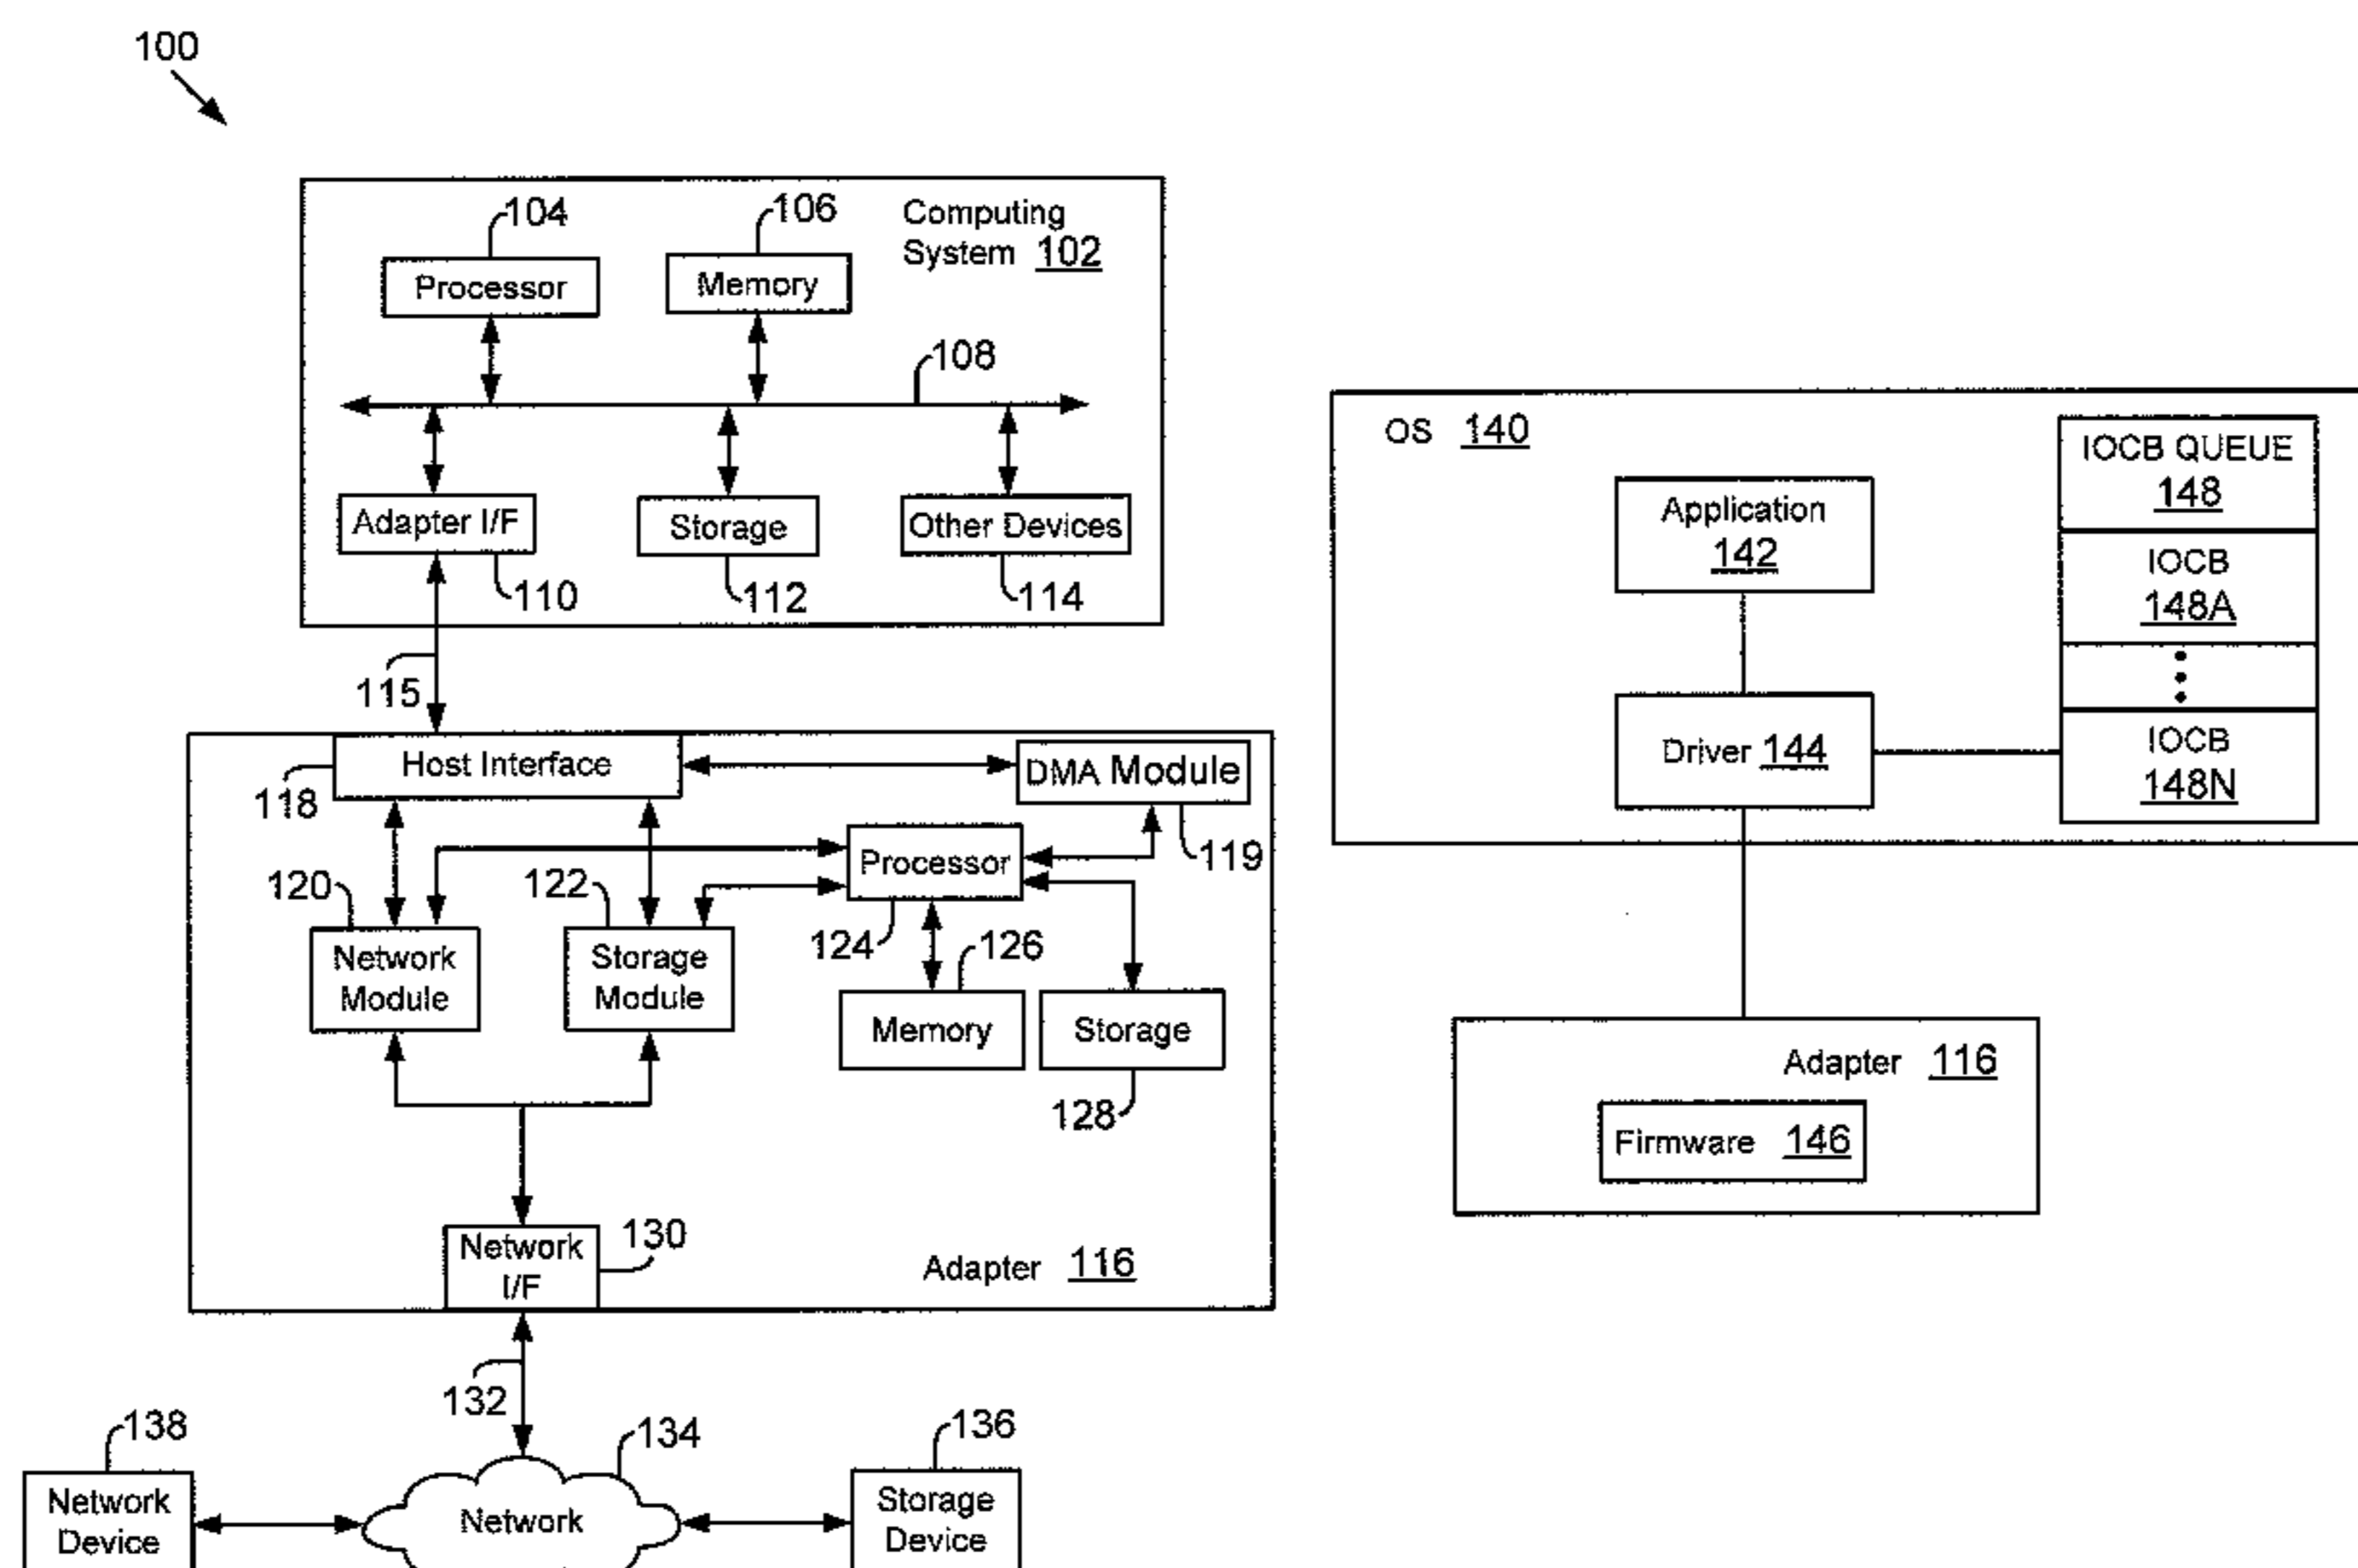 100
104
106
Computing
System 102
Processor
Memory
108
Adapter I/F
Storage
Other Devices
110
112
114
115
Host Interface
DMA Module
118
119
Processor
120
122
124
126
Network
Module
Storage
Module
Memory
Storage
128
Network
I/F
130
Adapter 116
132
138
134
136
Network
Device
Network
Storage
Device
OS 140
IOCB QUEUE
148
Application
142
IOCB
148A
Driver 144
IOCB
148N
Adapter 116
Firmware 146